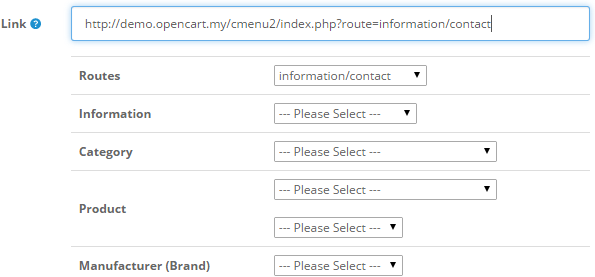 Link ? http://demo.opencart.my/cmenu2/index.php?route=information/contact
Routes information/contact
Information --- Please Select ---
Category --- Please Select ---
--- Please Select ---
Product
--- Please Select ---
Manufacturer (Brand) --- Please Select ---